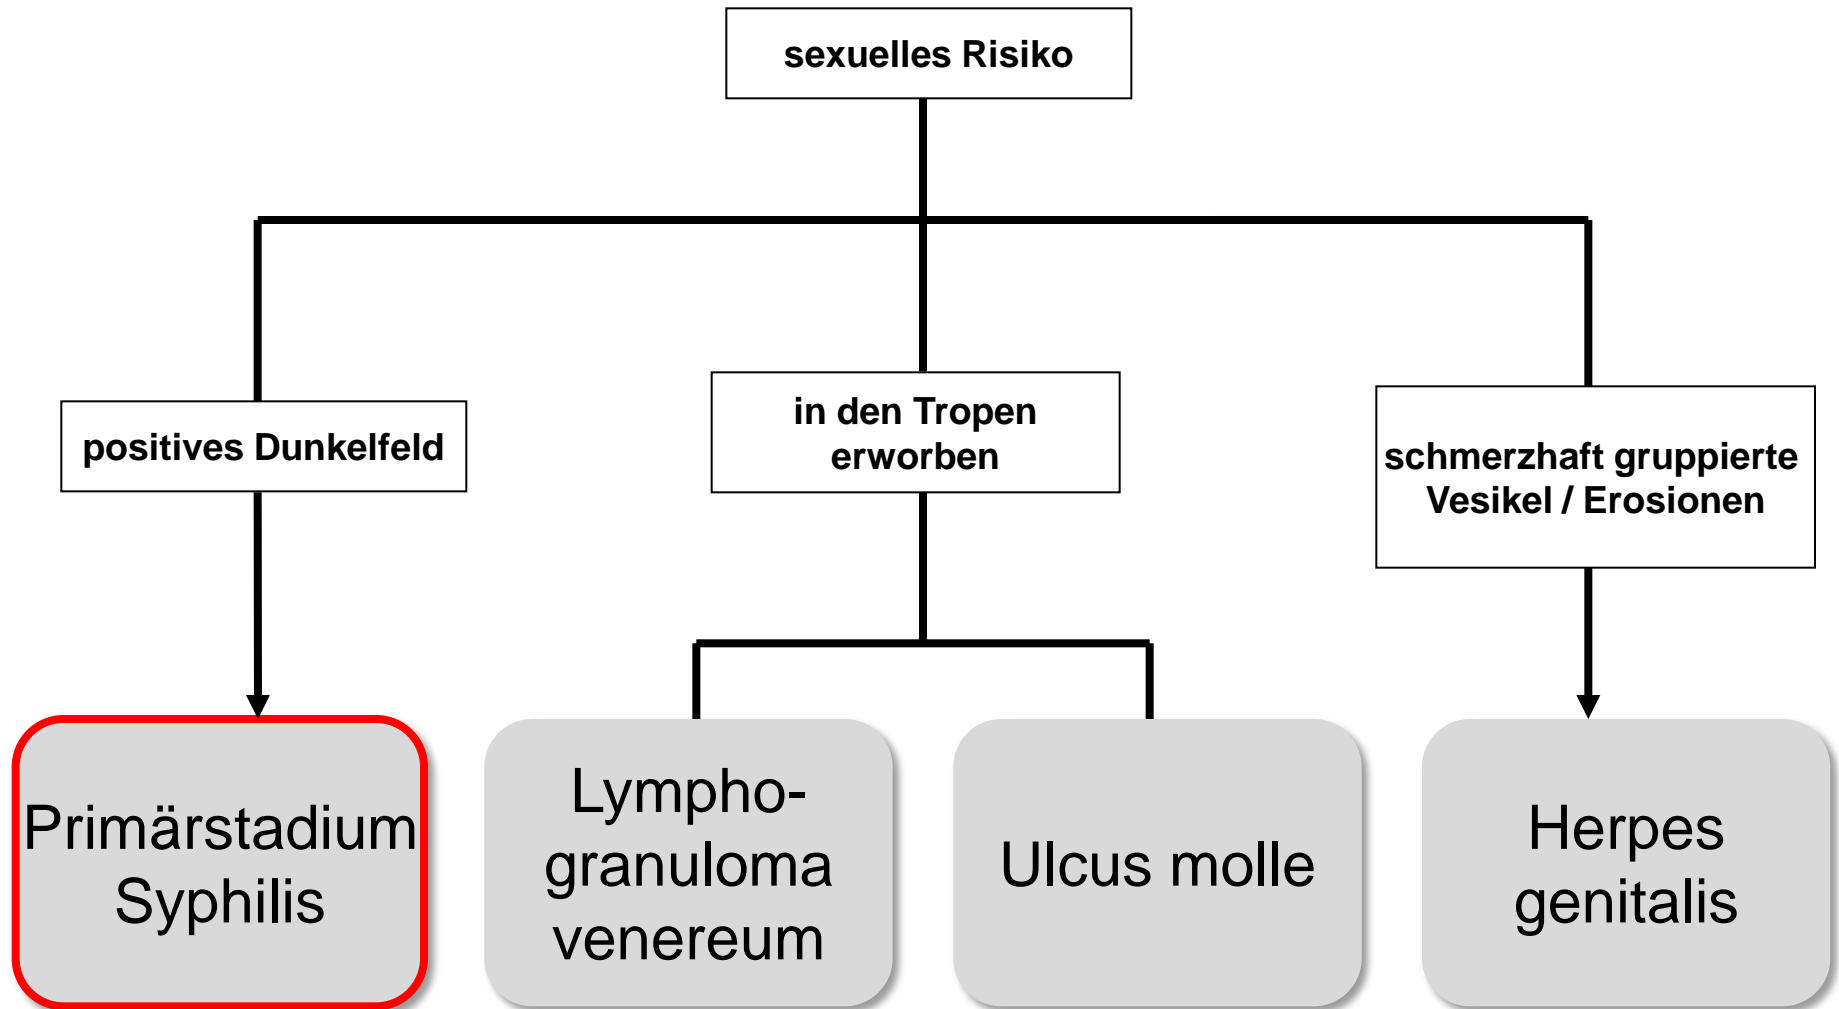 sexuelles Risiko
positives Dunkelfeld
in den Tropen
erworben
schmerzhaft gruppierte
Vesikel / Erosionen
Primärstadium
Syphilis
Lympho-
granuloma
venereum
Ulcus molle
Herpes
genitalis